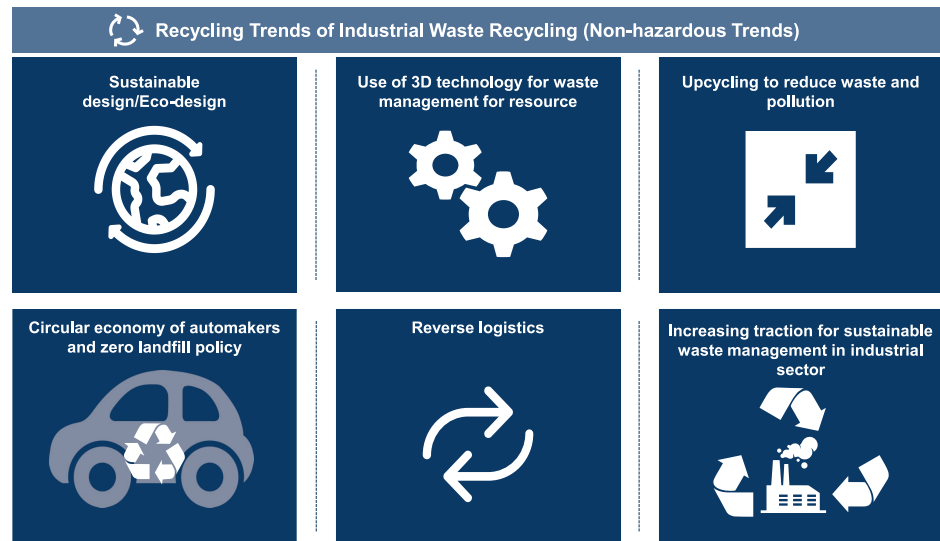 Recycling Trends of Industrial Waste Recycling (Non-hazardous Trends)
Sustainable
design/Eco-design
Use of 3D technology for waste
management for resource
Upcycling to reduce waste and
pollution
Circular economy of automakers
and zero landfill policy
Reverse logistics
Increasing traction for sustainable
waste management in industrial
sector